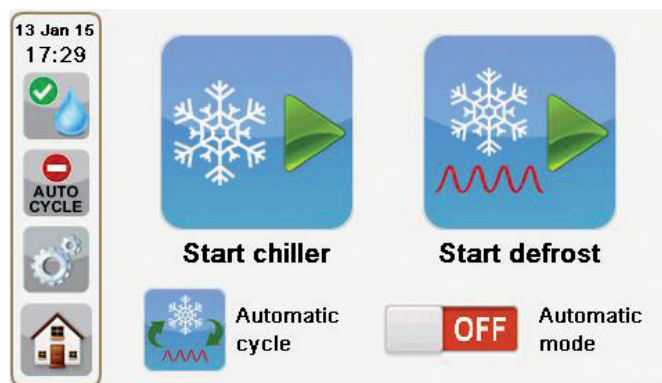 13 Jan 15
17:29
AUTO
CYCLE
Start chiller
Start defrost
Automatic
cycle
OFF
Automatic
mode